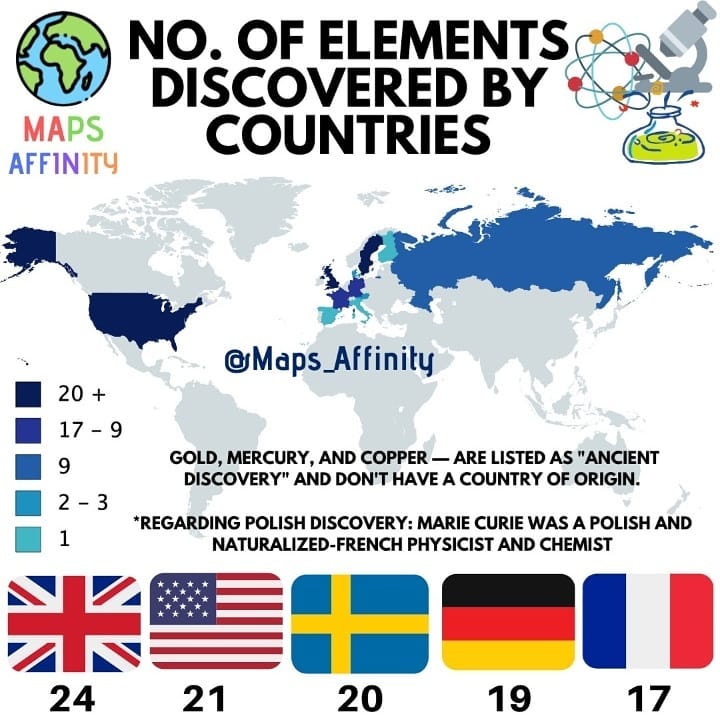 MAPS
AFFINITY
NO. OF ELEMENTS
DISCOVERED BY
COUNTRIES
@Maps_Affinity
20 +
17 - 9
9
2 - 3
1
GOLD, MERCURY, AND COPPER — ARE LISTED AS "ANCIENT
DISCOVERY" AND DON'T HAVE A COUNTRY OF ORIGIN.
*REGARDING POLISH DISCOVERY: MARIE CURIE WAS A POLISH AND
NATURALIZED-FRENCH PHYSICIST AND CHEMIST
24 21 20 19 17